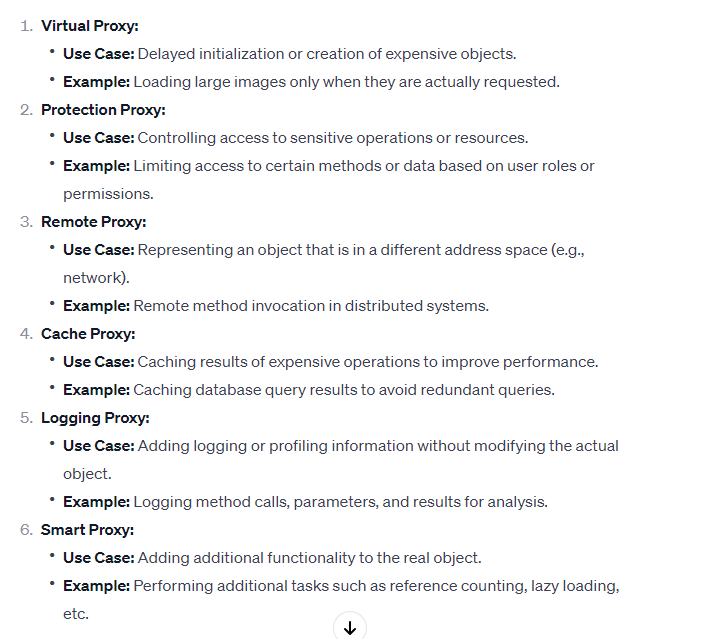 1. Virtual Proxy:
• Use Case: Delayed initialization or creation of expensive objects.
• Example: Loading large images only when they are actually requested.
2. Protection Proxy:
• Use Case: Controlling access to sensitive operations or resources.
• Example: Limiting access to certain methods or data based on user roles or
permissions.
3. Remote Proxy:
• Use Case: Representing an object that is in a different address space (e.g.,
network).
• Example: Remote method invocation in distributed systems.
4. Cache Proxy:
• Use Case: Caching results of expensive operations to improve performance.
• Example: Caching database query results to avoid redundant queries.
5. Logging Proxy:
• Use Case: Adding logging or profiling information without modifying the actual
object.
• Example: Logging method calls, parameters, and results for analysis.
6. Smart Proxy:
• Use Case: Adding additional functionality to the real object.
• Example: Performing additional tasks such as reference counting, lazy loading,
etc.